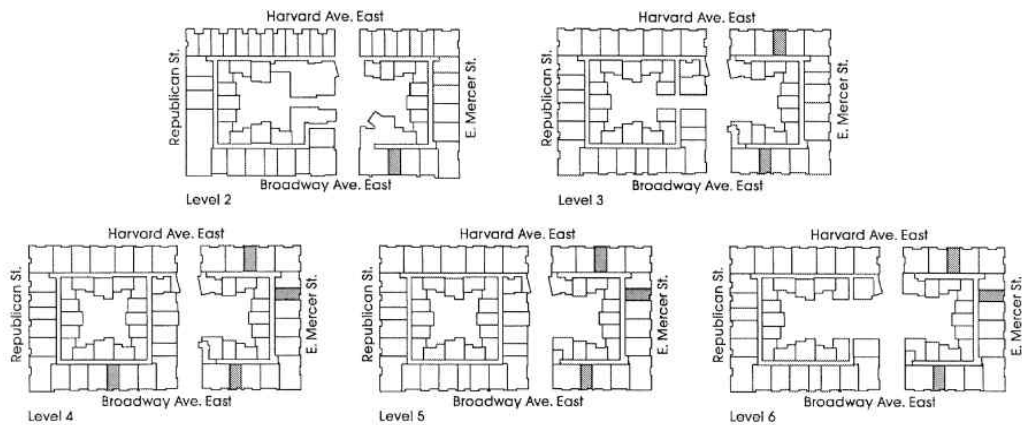 Harvard Ave. East
Republican St.
E. Mercer St.
Broadway Ave. East
Level 2
Harvard Ave. East
Republican St.
E. Mercer St.
Broadway Ave. East
Level 3
Harvard Ave. East
Republican St.
E. Mercer St.
Broadway Ave. East
Level 4
Harvard Ave. East
Republican St.
E. Mercer St.
Broadway Ave. East
Level 5
Harvard Ave. East
Republican St.
E. Mercer St.
Broadway Ave. East
Level 6